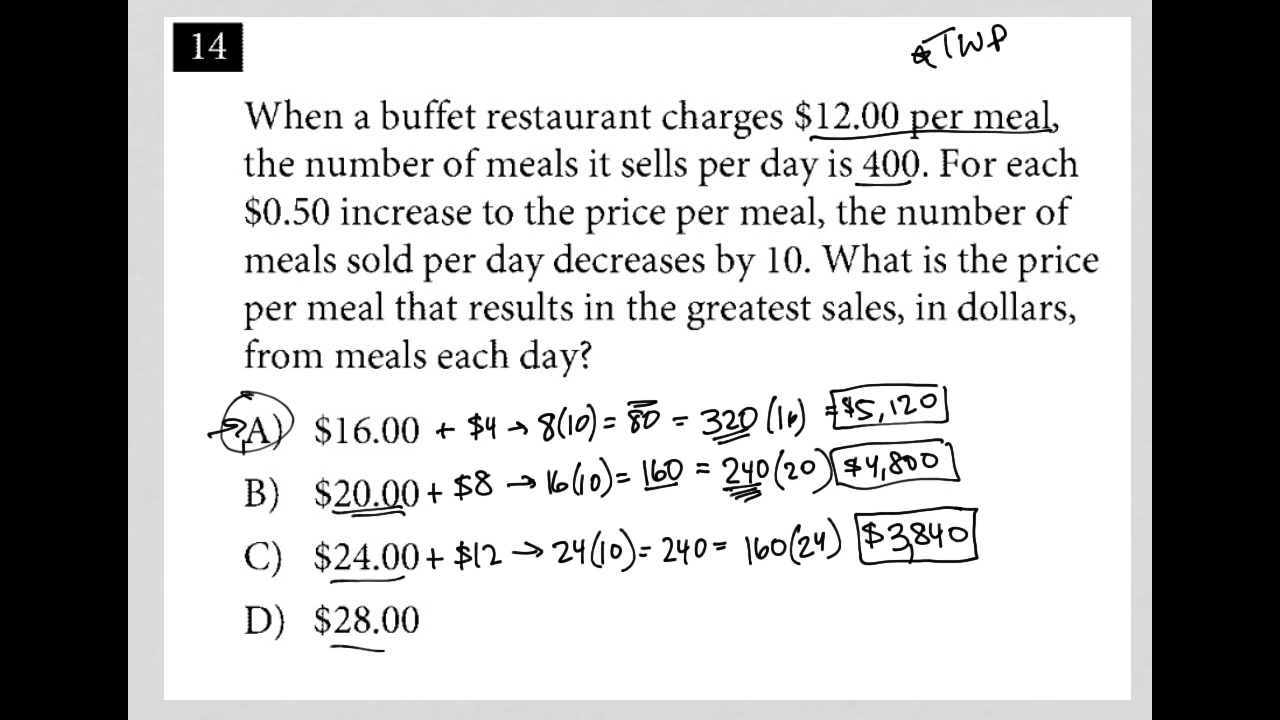 14
*TWP
When a buffet restaurant charges $12.00 per meal,
the number of meals it sells per day is 400. For each
$0.50 increase to the price per meal, the number of
meals sold per day decreases by 10. What is the price
per meal that results in the greatest sales, in dollars,
from meals each day?
A) $16.00 + $4 → 8(10) = 80 = 320(16) = $5,120
B) $20.00 + $8 → 16(10) = 160 = 240(20) $4,800
C) $24.00 + $12 → 24(10) = 240 = 160(24) $3,840
D) $28.00